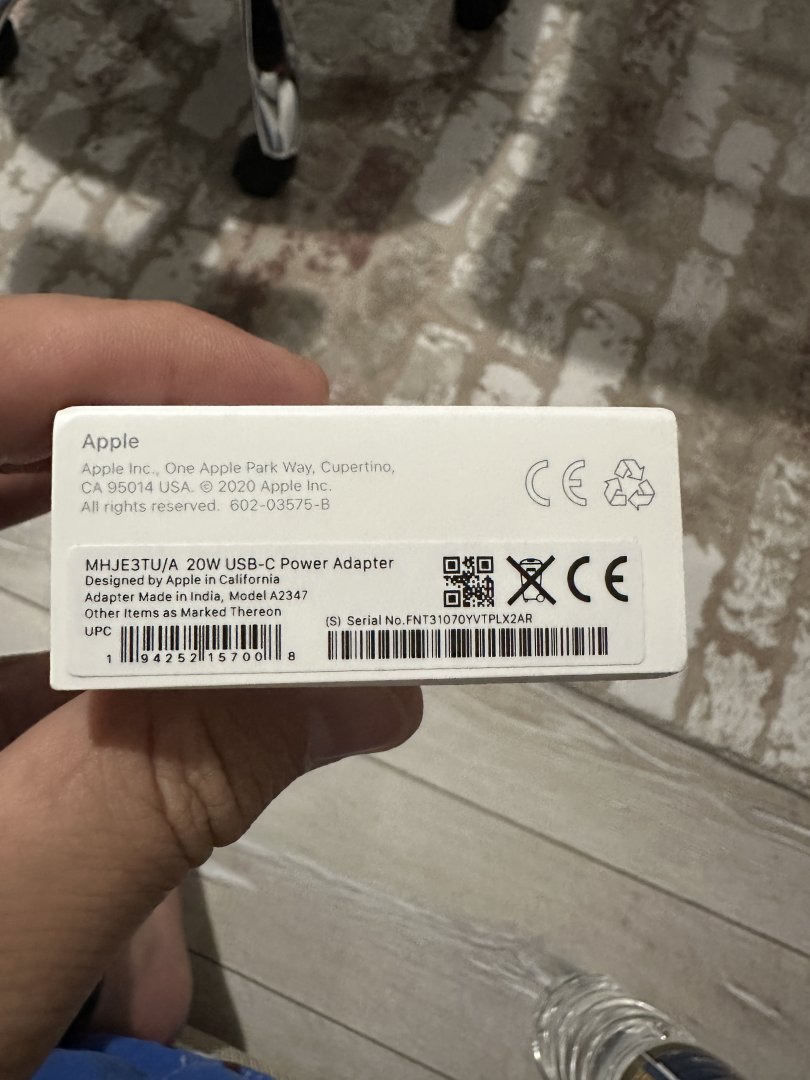 Apple
Apple Inc., One Apple Park Way, Cupertino,
CA 95014 USA. © 2020 Apple Inc.
All rights reserved. 602-03575-B
CE
MHJE3TU/A 20W USB-C Power Adapter
Designed by Apple in California
Adapter Made in India, Model A2347
Other Items as Marked Thereon
CE
UPC
1 94252 15700 8
(S) Serial No.FNT31070YVTPLX2AR